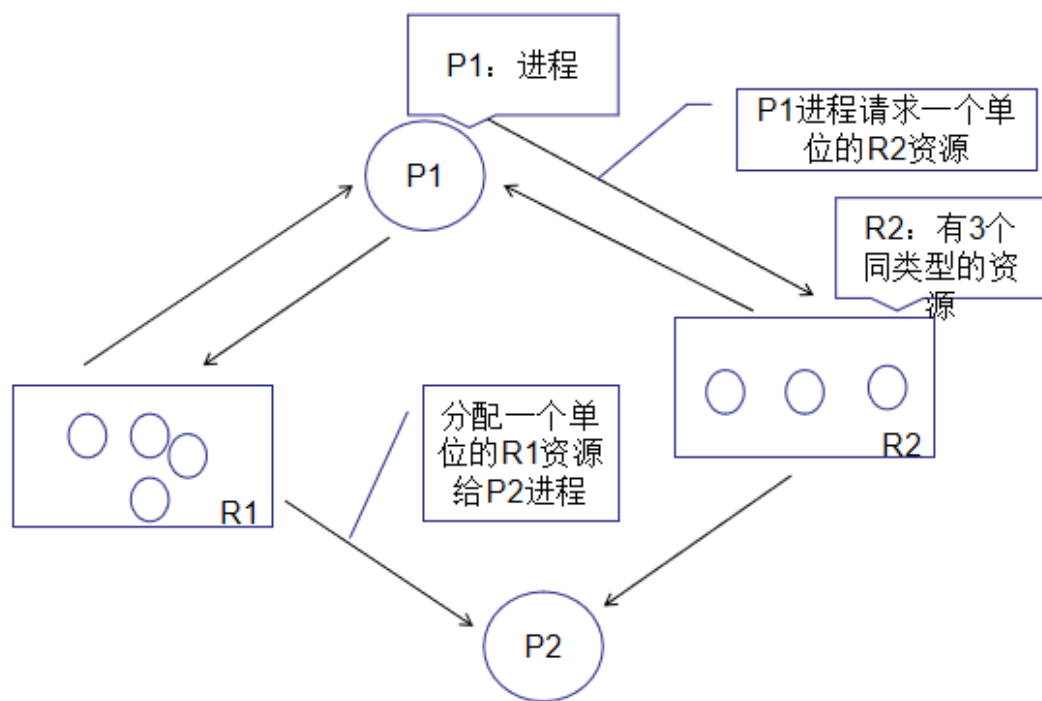 P1：进程
P1进程请求一个单
位的R2资源
P1
R2：有3个
同类型的资
源
分配一个单
位的R1资源
给P2进程
R2
R1
P2